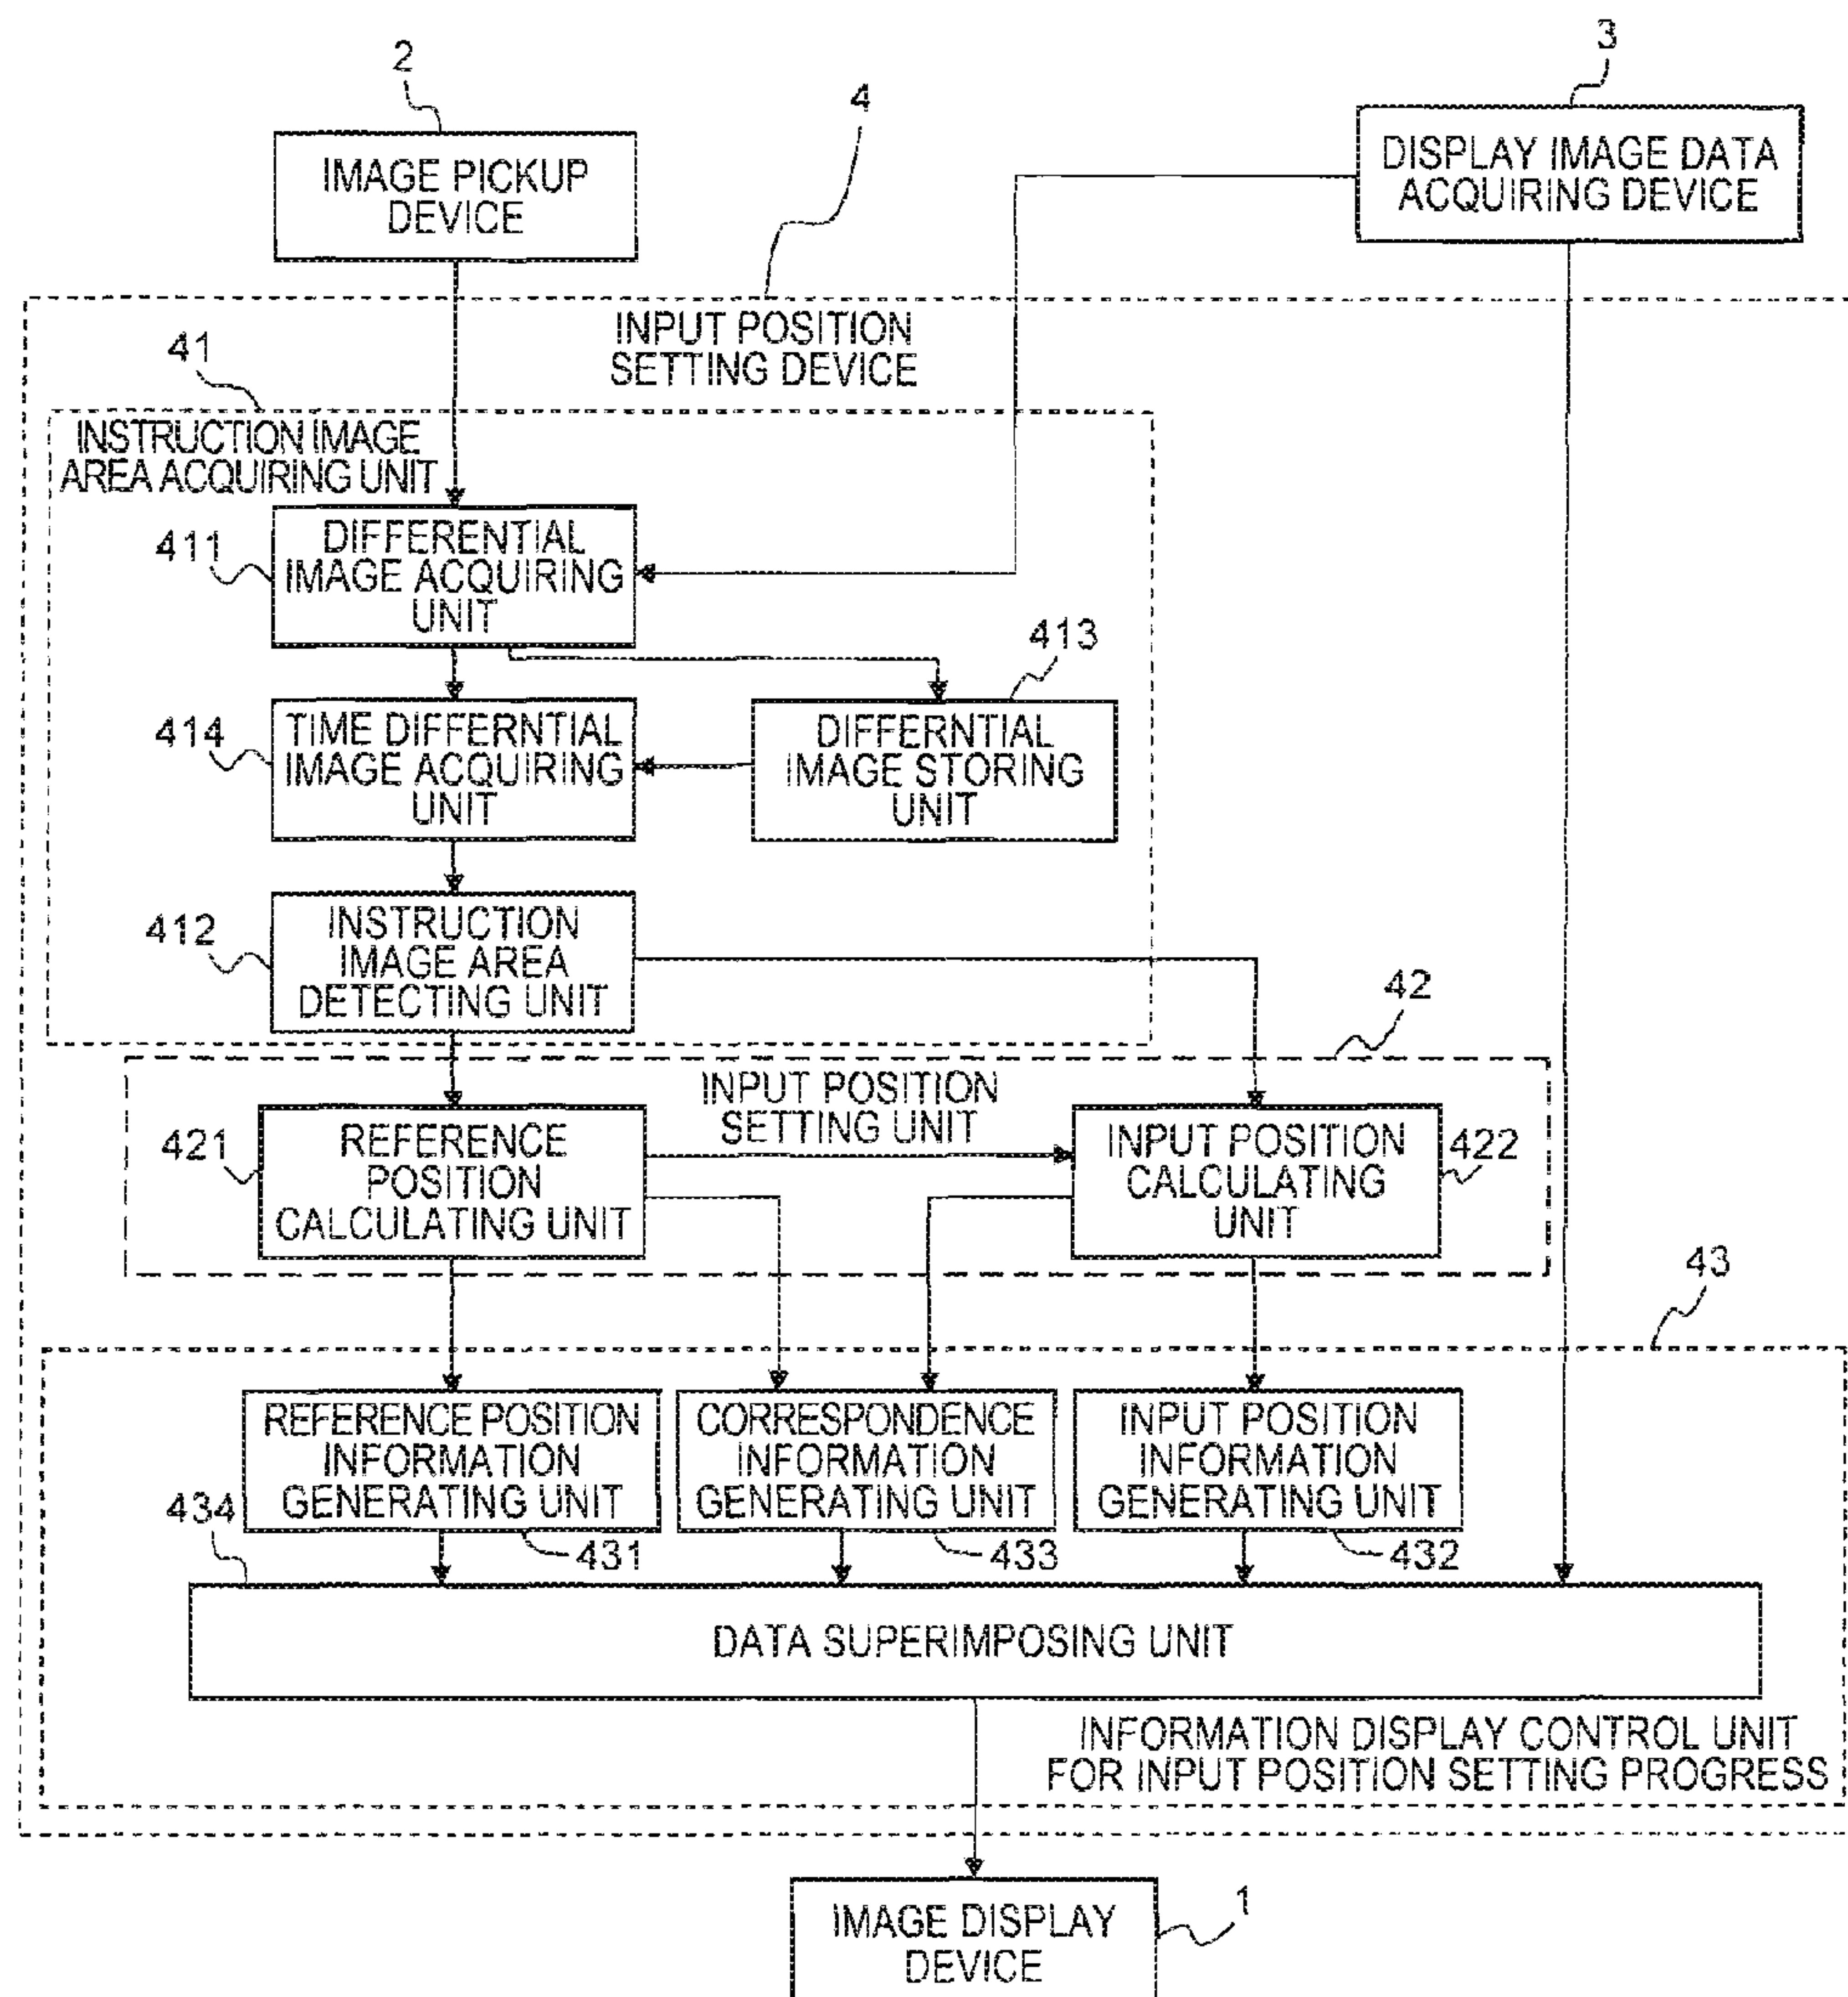 2
3
4
IMAGE PICKUP
DEVICE
DISPLAY IMAGE DATA
ACQUIRING DEVICE
INPUT POSITION
SETTING DEVICE
41
INSTRUCTION IMAGE
AREA ACQUIRING UNIT
411
DIFFERENTIAL
IMAGE ACQUIRING
UNIT
413
414
TIME DIFFERNTIAL
IMAGE ACQUIRING
UNIT
DIFFERNTIAL
IMAGE STORING
UNIT
412
INSTRUCTION
IMAGE AREA
DETECTING UNIT
42
INPUT POSITION
SETTING UNIT
421
REFERENCE
POSITION
CALCULATING UNIT
INPUT POSITION
CALCULATING
UNIT
422
43
REFERENCE POSITION
INFORMATION
GENERATING UNIT
CORRESPONDENCE
INFORMATION
GENERATING UNIT
INPUT POSITION
INFORMATION
GENERATING UNIT
434
431
433
432
DATA SUPERIMPOSING UNIT
INFORMATION DISPLAY CONTROL UNIT
FOR INPUT POSITION SETTING PROGRESS
1
IMAGE DISPLAY
DEVICE